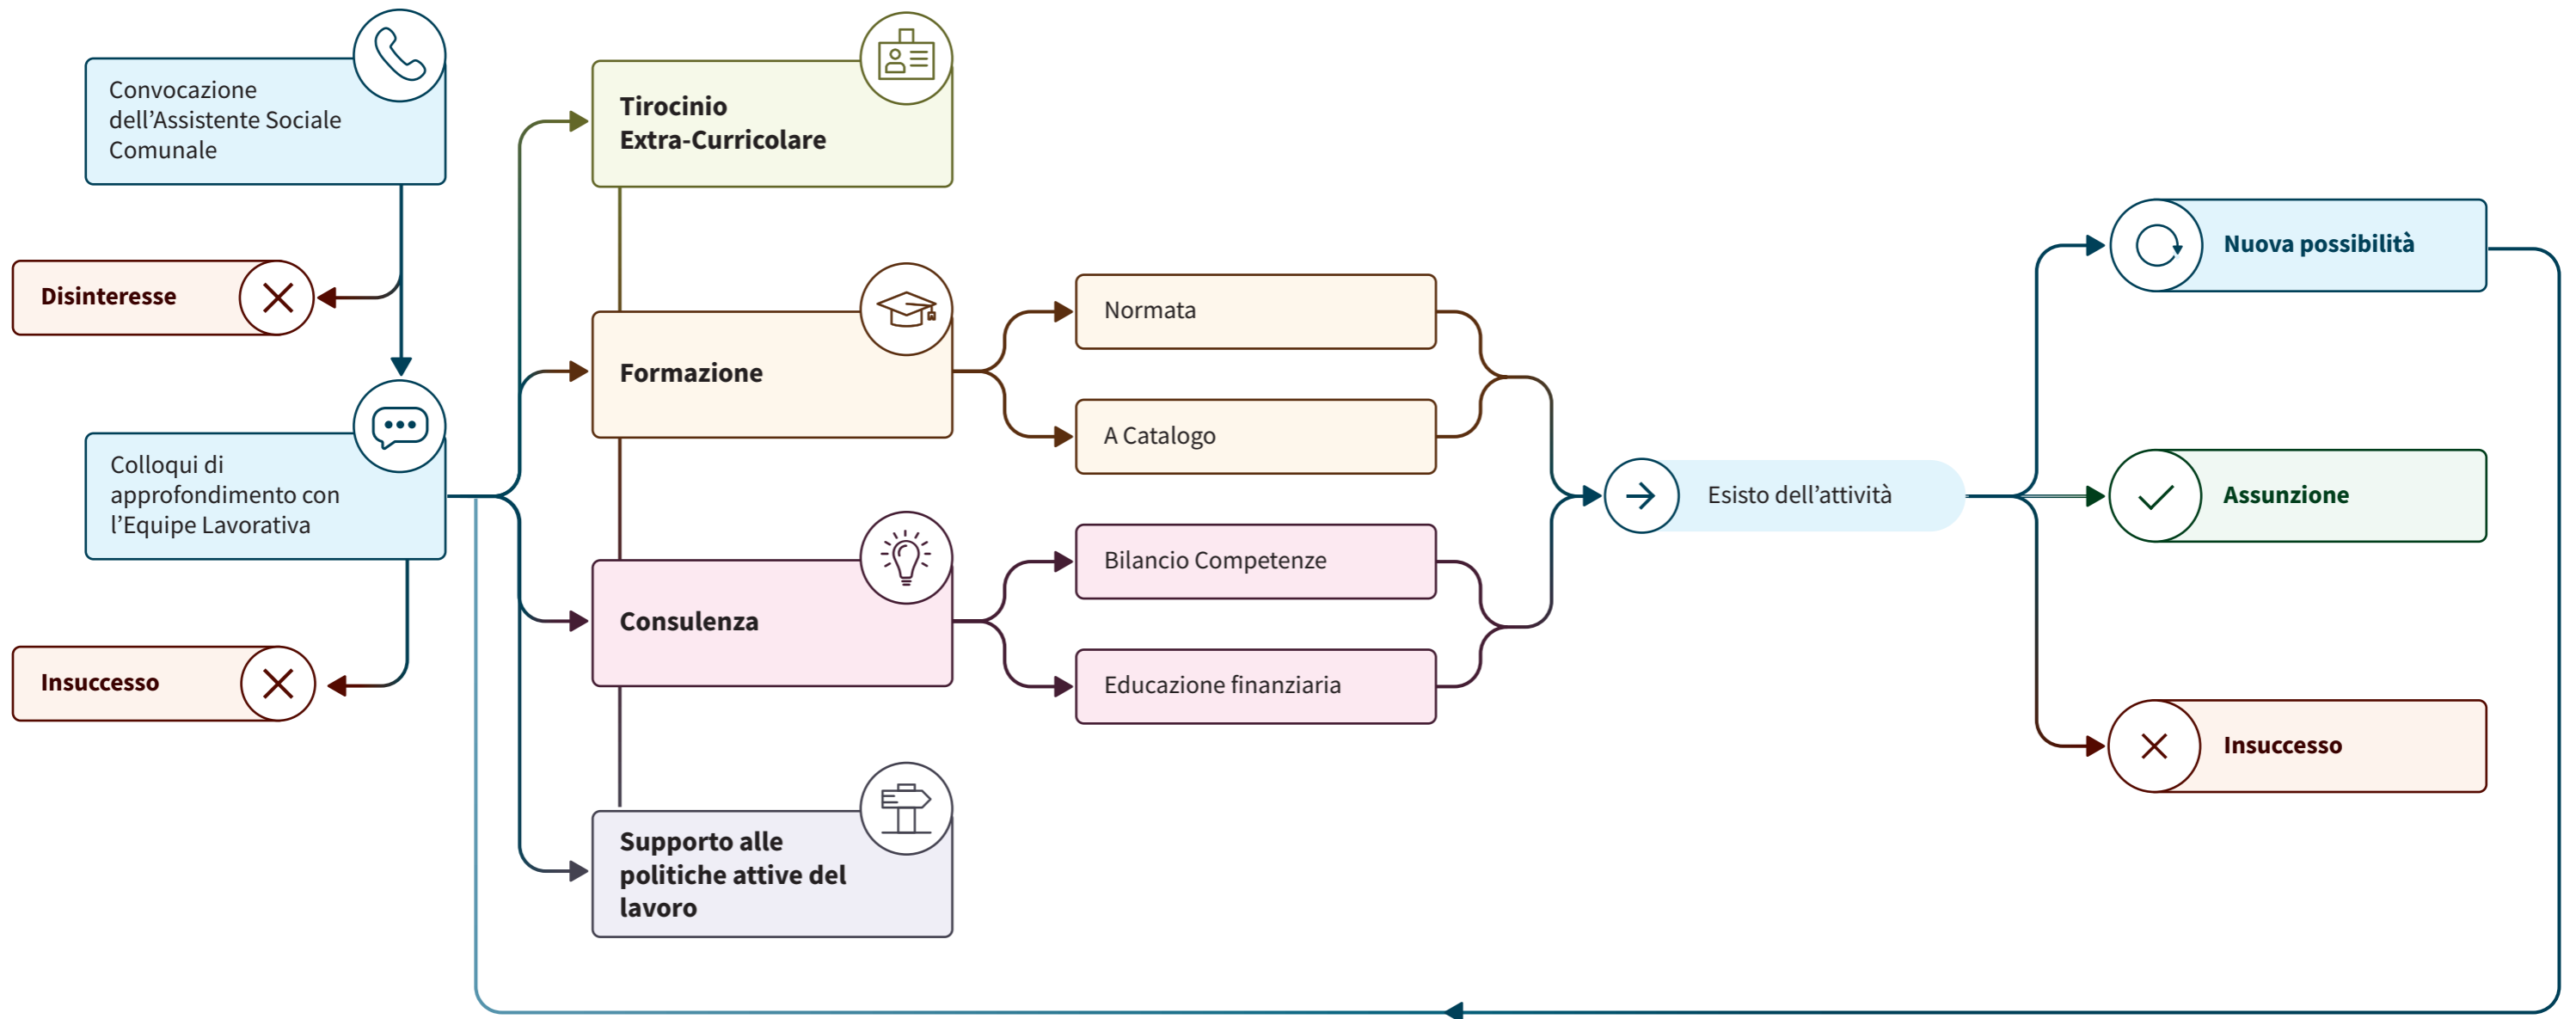 Convocazione
dell’Assistente Sociale
Comunale
Disinteresse
Colloqui di
approfondimento con
l’Equipe Lavorativa
Insuccesso
Tirocinio
Extra-Curricolare
Formazione
Normata
A Catalogo
Consulenza
Bilancio Competenze
Educazione finanziaria
Supporto alle
politiche attive del
lavoro
Esisto dell’attività
Nuova possibilità
Assunzione
Insuccesso